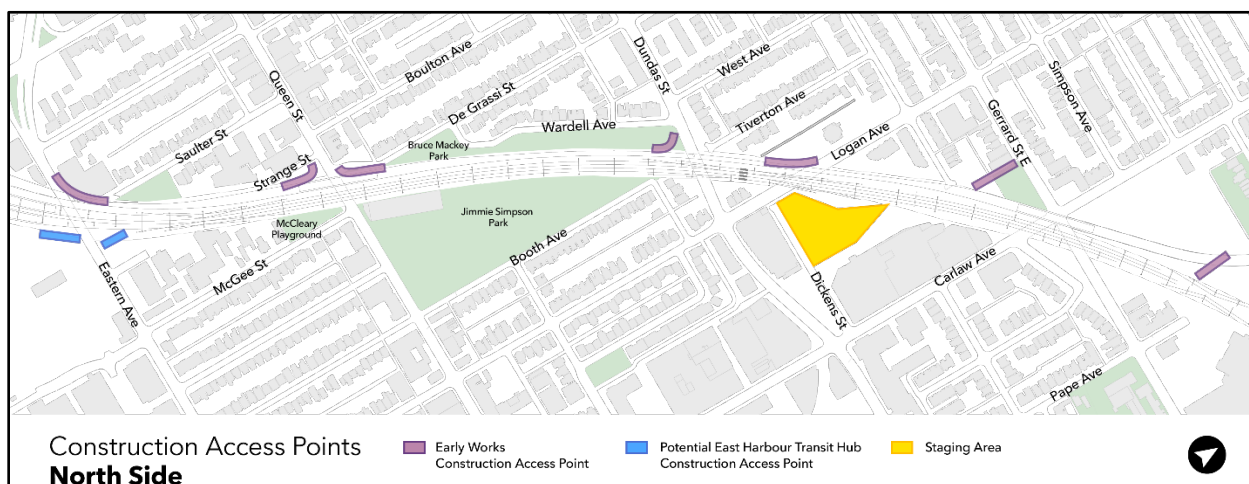 Dundas St
West Ave
Boulton Ave
Simpson Ave
Queen St
De Grassi St
Tiverton Ave
Gerrard St E
Saulter St
Wardell Ave
Logan Ave
Bruce Mackey
Park
Strange St
Jimmie Simpson
Park
McCleary
Playground
Booth Ave
McGee St
Carlaw Ave
Eastern Ave
Dickens St
Pape Ave
Construction Access Points
North Side
Early Works
Construction Access Point
Potential East Harbour Transit Hub
Construction Access Point
Staging Area